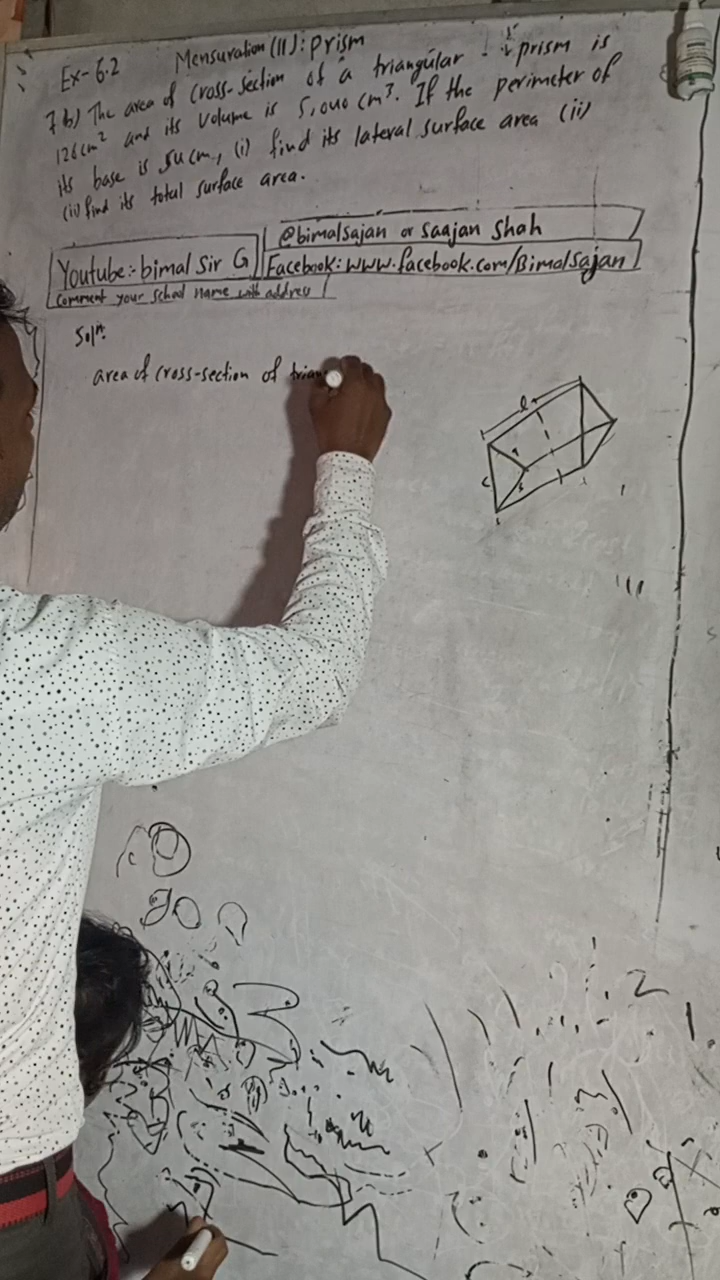 Ex-6.2 Mensuration (II): prism
7 b) The area of cross-section of a triangular prism is
126cm² and its volume is 5,040 cm³. If the perimeter of
its base is 54cm, (i) find its lateral surface area (ii)
(ii) find its total surface area.
@bimalsajan or saajan shah
Youtube:- bimal sir G
Facebook: www.facebook.com/Bimalsajan
Comment your school name with address
Solⁿ:
area of cross-section of trian
l